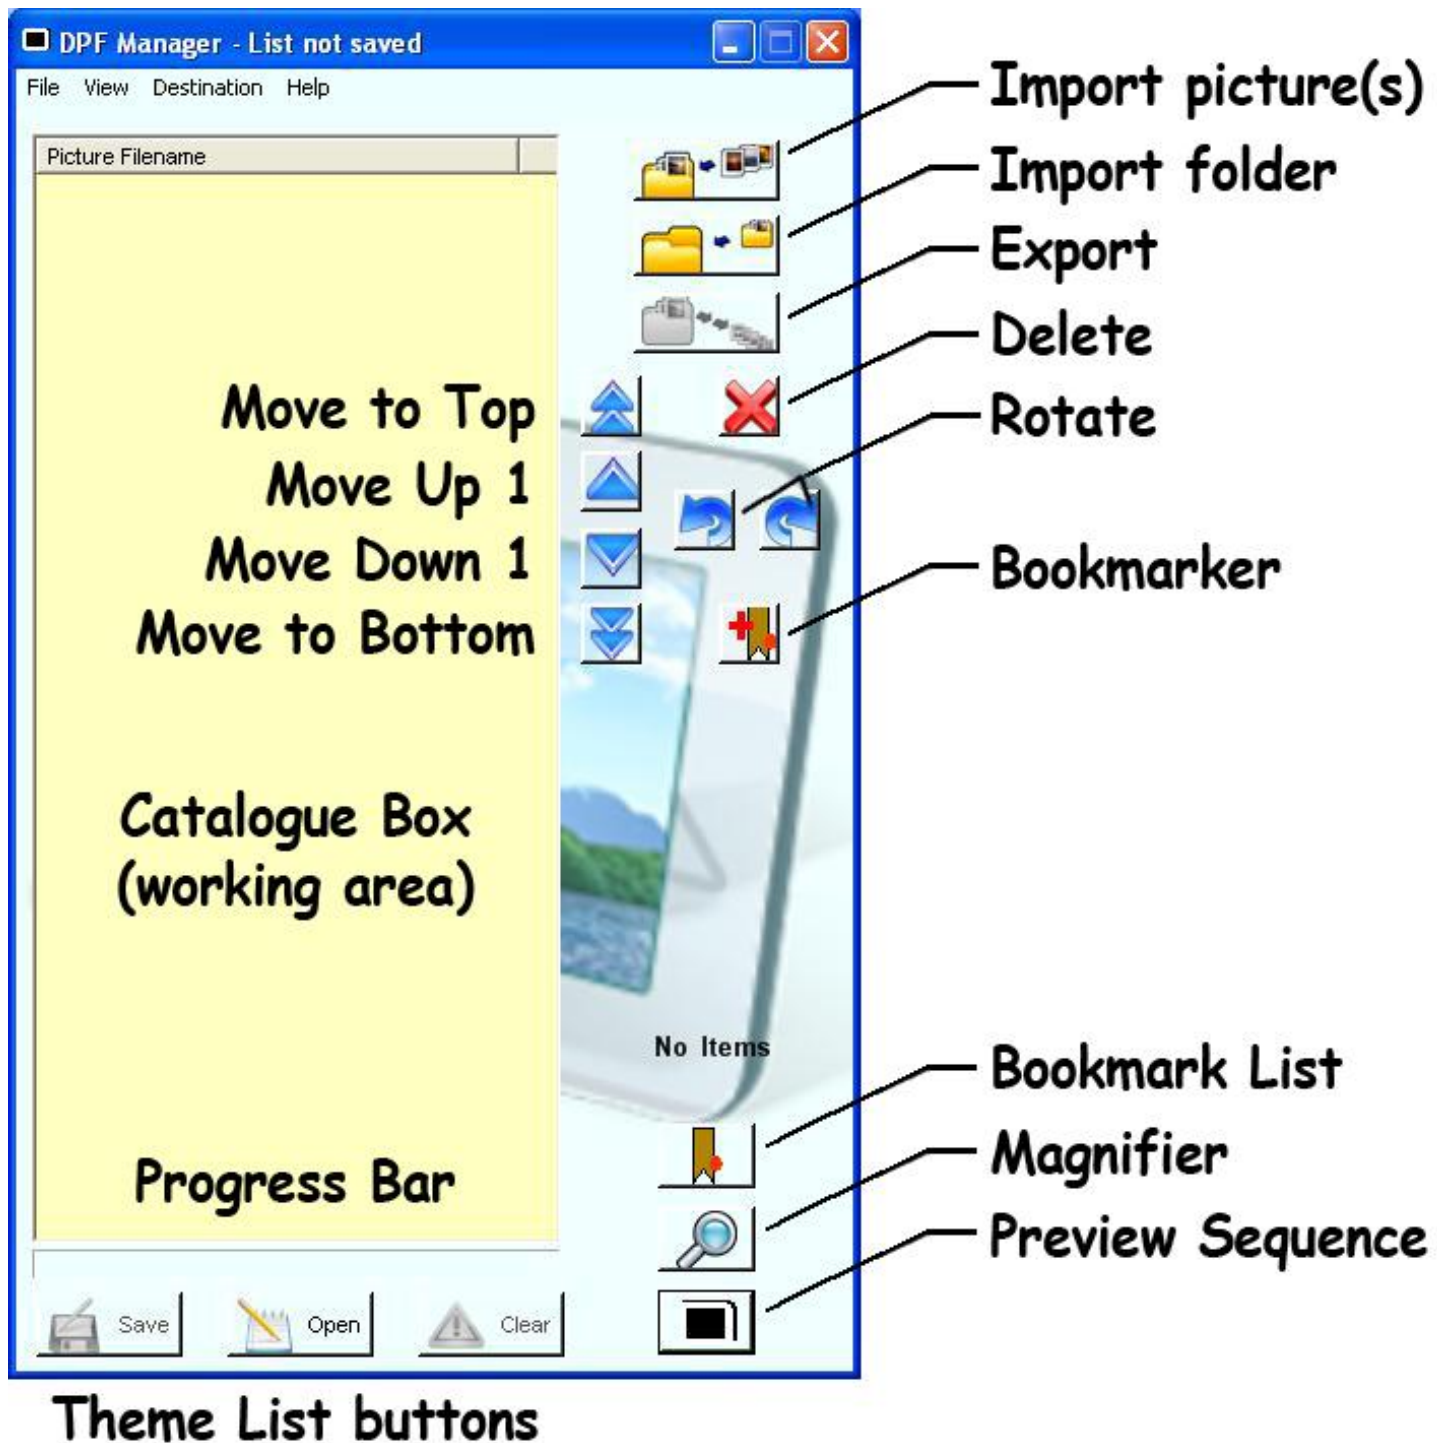 DPF Manager - List not saved
File View Destination Help
Import picture(s)
Picture Filename
Import folder
Export
Delete
Move to Top
Rotate
Move Up 1
Move Down 1
Bookmarker
Move to Bottom
Catalogue Box
(working area)
No Items
Bookmark List
Magnifier
Progress Bar
Preview Sequence
Save Open Clear
Theme List buttons